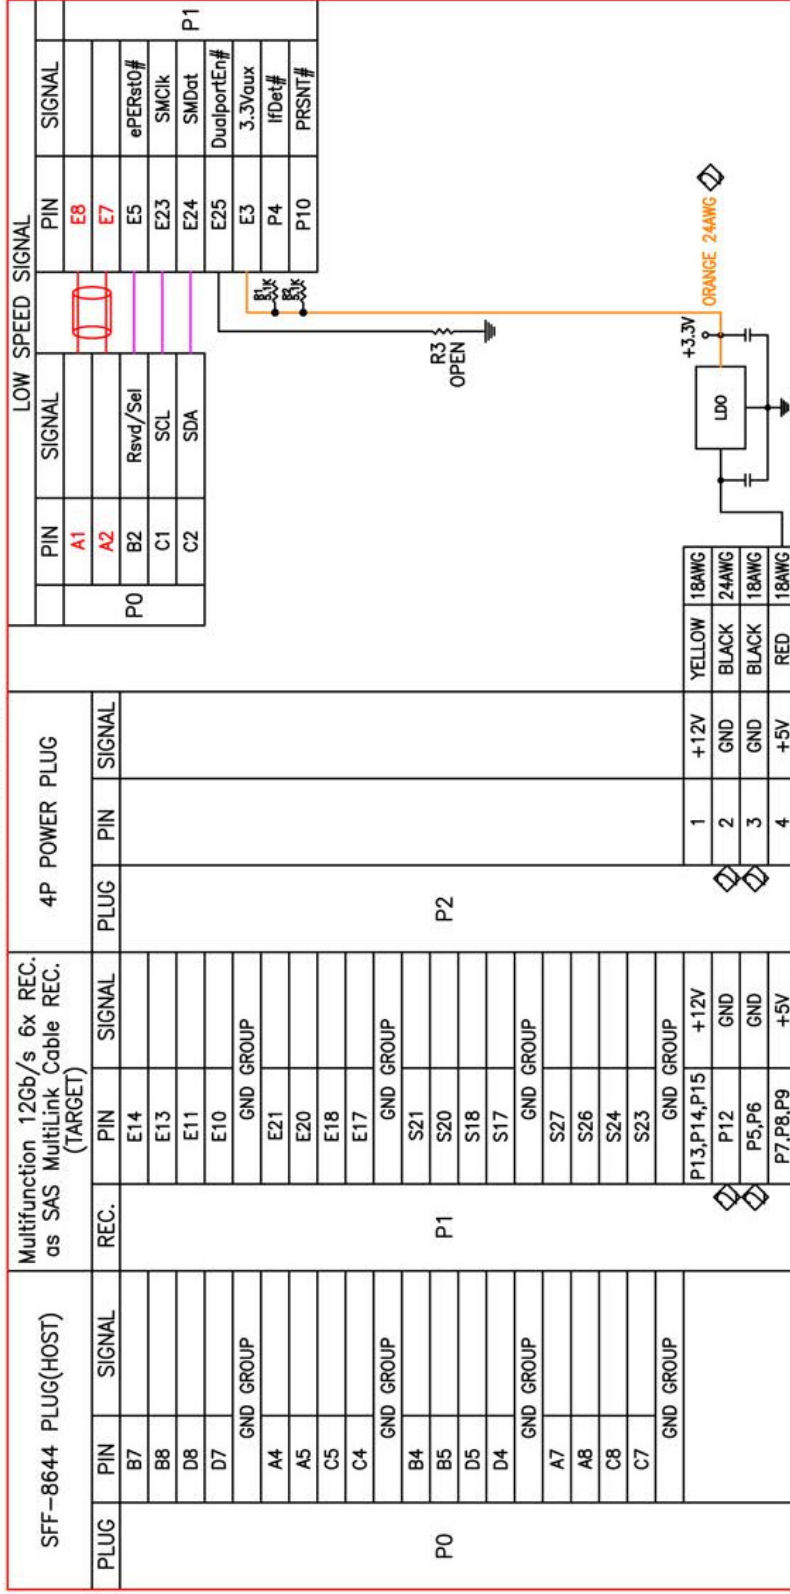 SFF-8644 PLUG(HOST)
Multifunction 12Gb/s 6x REC.
as SAS MultiLink Cable REC.
(TARGET)
4P POWER PLUG
PLUG PIN SIGNAL REC. PIN SIGNAL PLUG PIN SIGNAL
P0 P1 P2
B7 E14
B8 E13
D8 E11
D7 E10
GND GROUP GND GROUP
A4 E21
A5 E20
C5 E18
C4 E17
GND GROUP GND GROUP
B4 S21
B5 S20
D5 S18
D4 S17
GND GROUP GND GROUP
A7 S27
A8 S26
C8 S24
C7 S23
GND GROUP GND GROUP
P13,P14,P15 +12V 1 +12V YELLOW 18AWG
P12 GND 2 GND BLACK 24AWG
P5,P6 GND 3 GND BLACK 18AWG
P7,P8,P9 +5V 4 +5V RED 18AWG
LOW SPEED SIGNAL
PIN SIGNAL PIN SIGNAL
P0 P1
A1 E8
A2 E7
B2 Rsvd/Sel E5 ePERst0#
C1 SCL E23 SMClk
C2 SDA E24 SMDat
E25 DualportEn#
E3 3.3Vaux
R1
5.1K
P4 IfDet#
R2
5.1K
P10 PRSNT#
R3
OPEN
+3.3V
ORANGE 24AWG
LDO